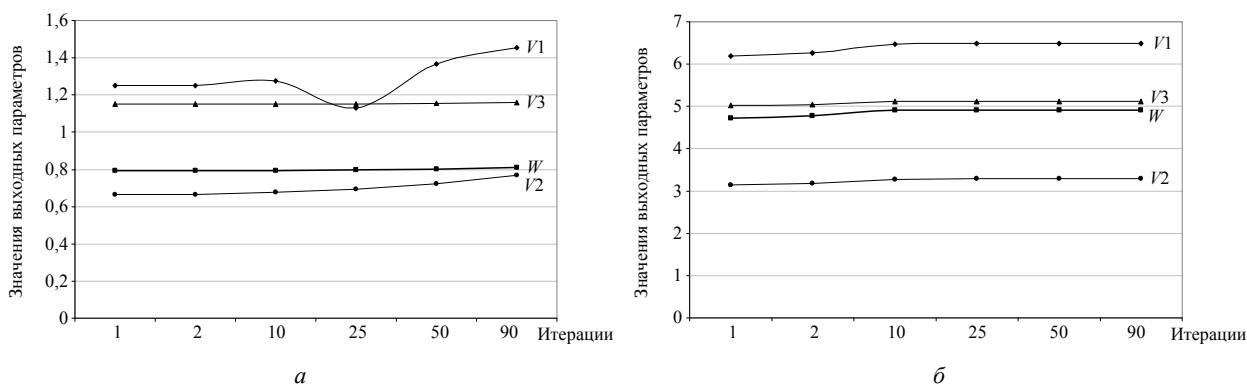 Значения выходных параметров
1,6
1,4
1,2
1
0,8
0,6
0,4
0,2
0
V1
V3
W
V2
1 2 10 25 50 90 Итерации
а
Значения выходных параметров
7
6
5
4
3
2
1
0
V1
V3
W
V2
1 2 10 25 50 90 Итерации
б